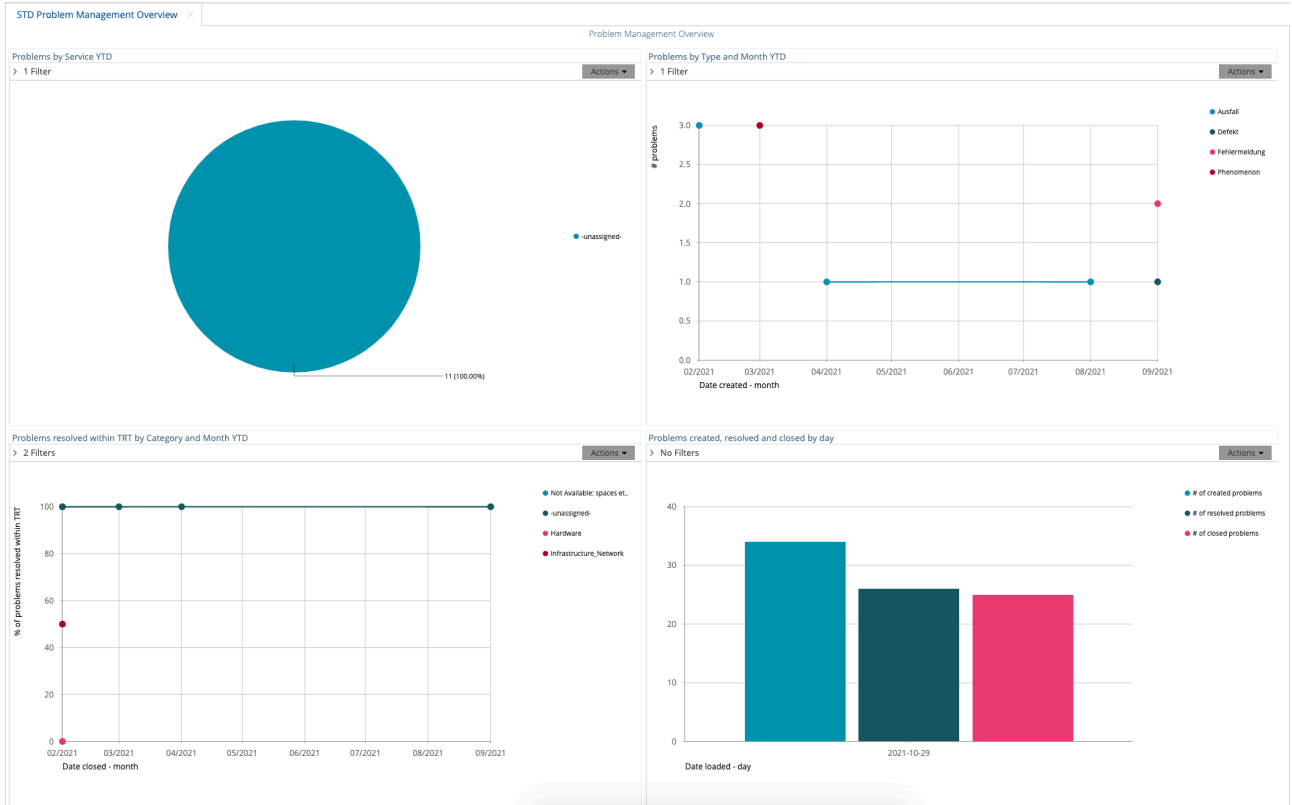 STD Problem Management Overview ×
Problem Management Overview
Problems by Service YTD
> 1 Filter
Actions
-unassigned-
11 (100.00%)
Problems by Type and Month YTD
> 1 Filter
Actions
Ausfall
Defekt
Fehlermeldung
Phenomenon
# problems
3.0
2.5
2.0
1.5
1.0
0.5
0.0
02/2021 03/2021 04/2021 05/2021 06/2021 07/2021 08/2021 09/2021
Date created - month
Problems resolved within TRT by Category and Month YTD
> 2 Filters
Actions
Not Available: spaces et..
-unassigned-
Hardware
Infrastructure_Network
% of problems resolved within TRT
100
80
60
40
20
0
02/2021 03/2021 04/2021 05/2021 06/2021 07/2021 08/2021 09/2021
Date closed - month
Problems created, resolved and closed by day
> No Filters
Actions
# of created problems
# of resolved problems
# of closed problems
40
30
20
10
0
2021-10-29
Date loaded - day